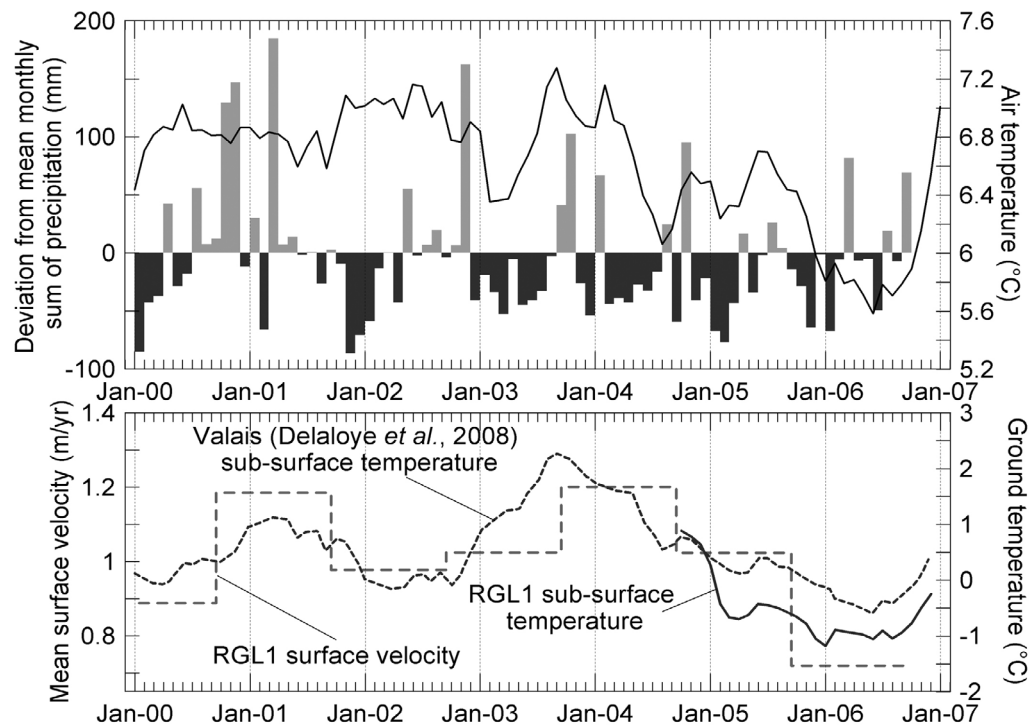 Deviation from mean monthly
sum of precipitation (mm)
200
100
0
-100
7.6
7.2
6.8
6.4
6
5.6
5.2
Air temperature
(°C)
Jan-00 Jan-01 Jan-02 Jan-03 Jan-04 Jan-05 Jan-06 Jan-07
Mean surface velocity (m/yr)
1.4
1.2
1
0.8
Valais (Delaloye et al., 2008)
sub-surface temperature
RGL1 sub-surface
temperature
RGL1 surface velocity
3
2
1
0
-1
-2
Ground temperature
(°C)
Jan-00 Jan-01 Jan-02 Jan-03 Jan-04 Jan-05 Jan-06 Jan-07